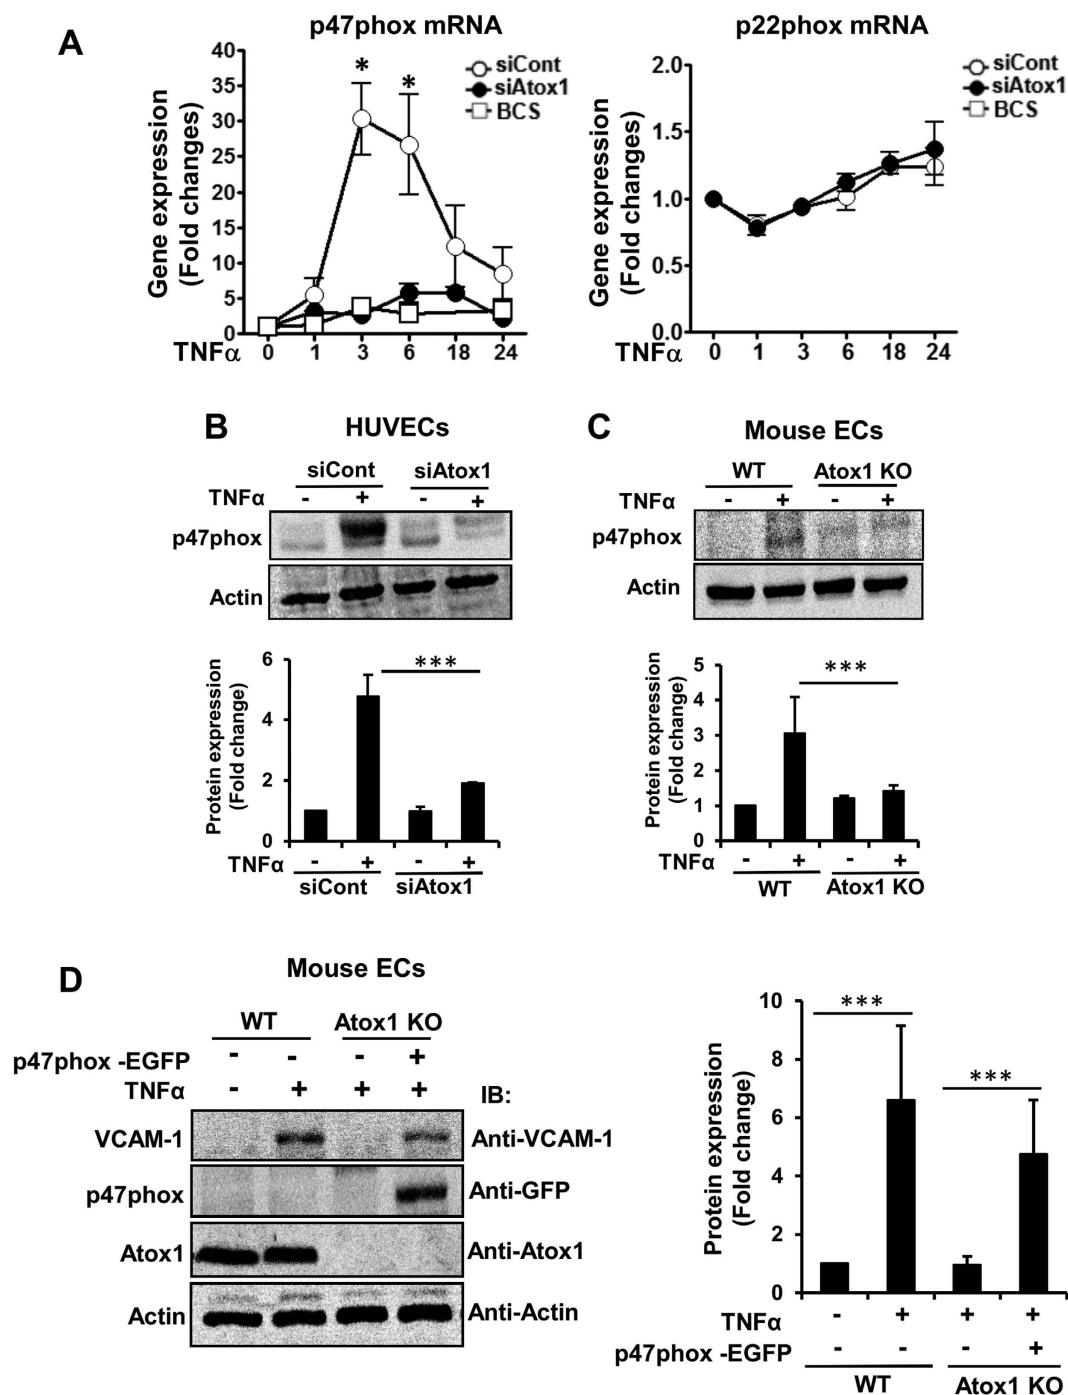 A
p47phox mRNA
p22phox mRNA
Gene expression
(Fold changes)
40
35
30
25
20
15
10
5
0
* *
siCont
siAtox1
BCS
TNFα 0 1 3 6 18 24
Gene expression
(Fold changes)
2.0
1.5
1.0
0.5
0.0
siCont
siAtox1
BCS
TNFα 0 1 3 6 18 24
B
HUVECs
siCont siAtox1
TNFα - + - +
p47phox
Actin
Protein expression
(Fold change)
6
4
2
0
***
TNFα - + - +
siCont siAtox1
C
Mouse ECs
WT Atox1 KO
TNFα - + - +
p47phox
Actin
Protein expression
(Fold change)
5
4
3
2
1
0
***
TNFα - + - +
WT Atox1 KO
D
Mouse ECs
WT Atox1 KO
p47phox -EGFP - - - +
TNFα - + + + IB:
VCAM-1 Anti-VCAM-1
p47phox Anti-GFP
Atox1 Anti-Atox1
Actin Anti-Actin
Protein expression
(Fold change)
10
8
6
4
2
0
***
***
TNFα - + + +
p47phox -EGFP - - - +
WT Atox1 KO